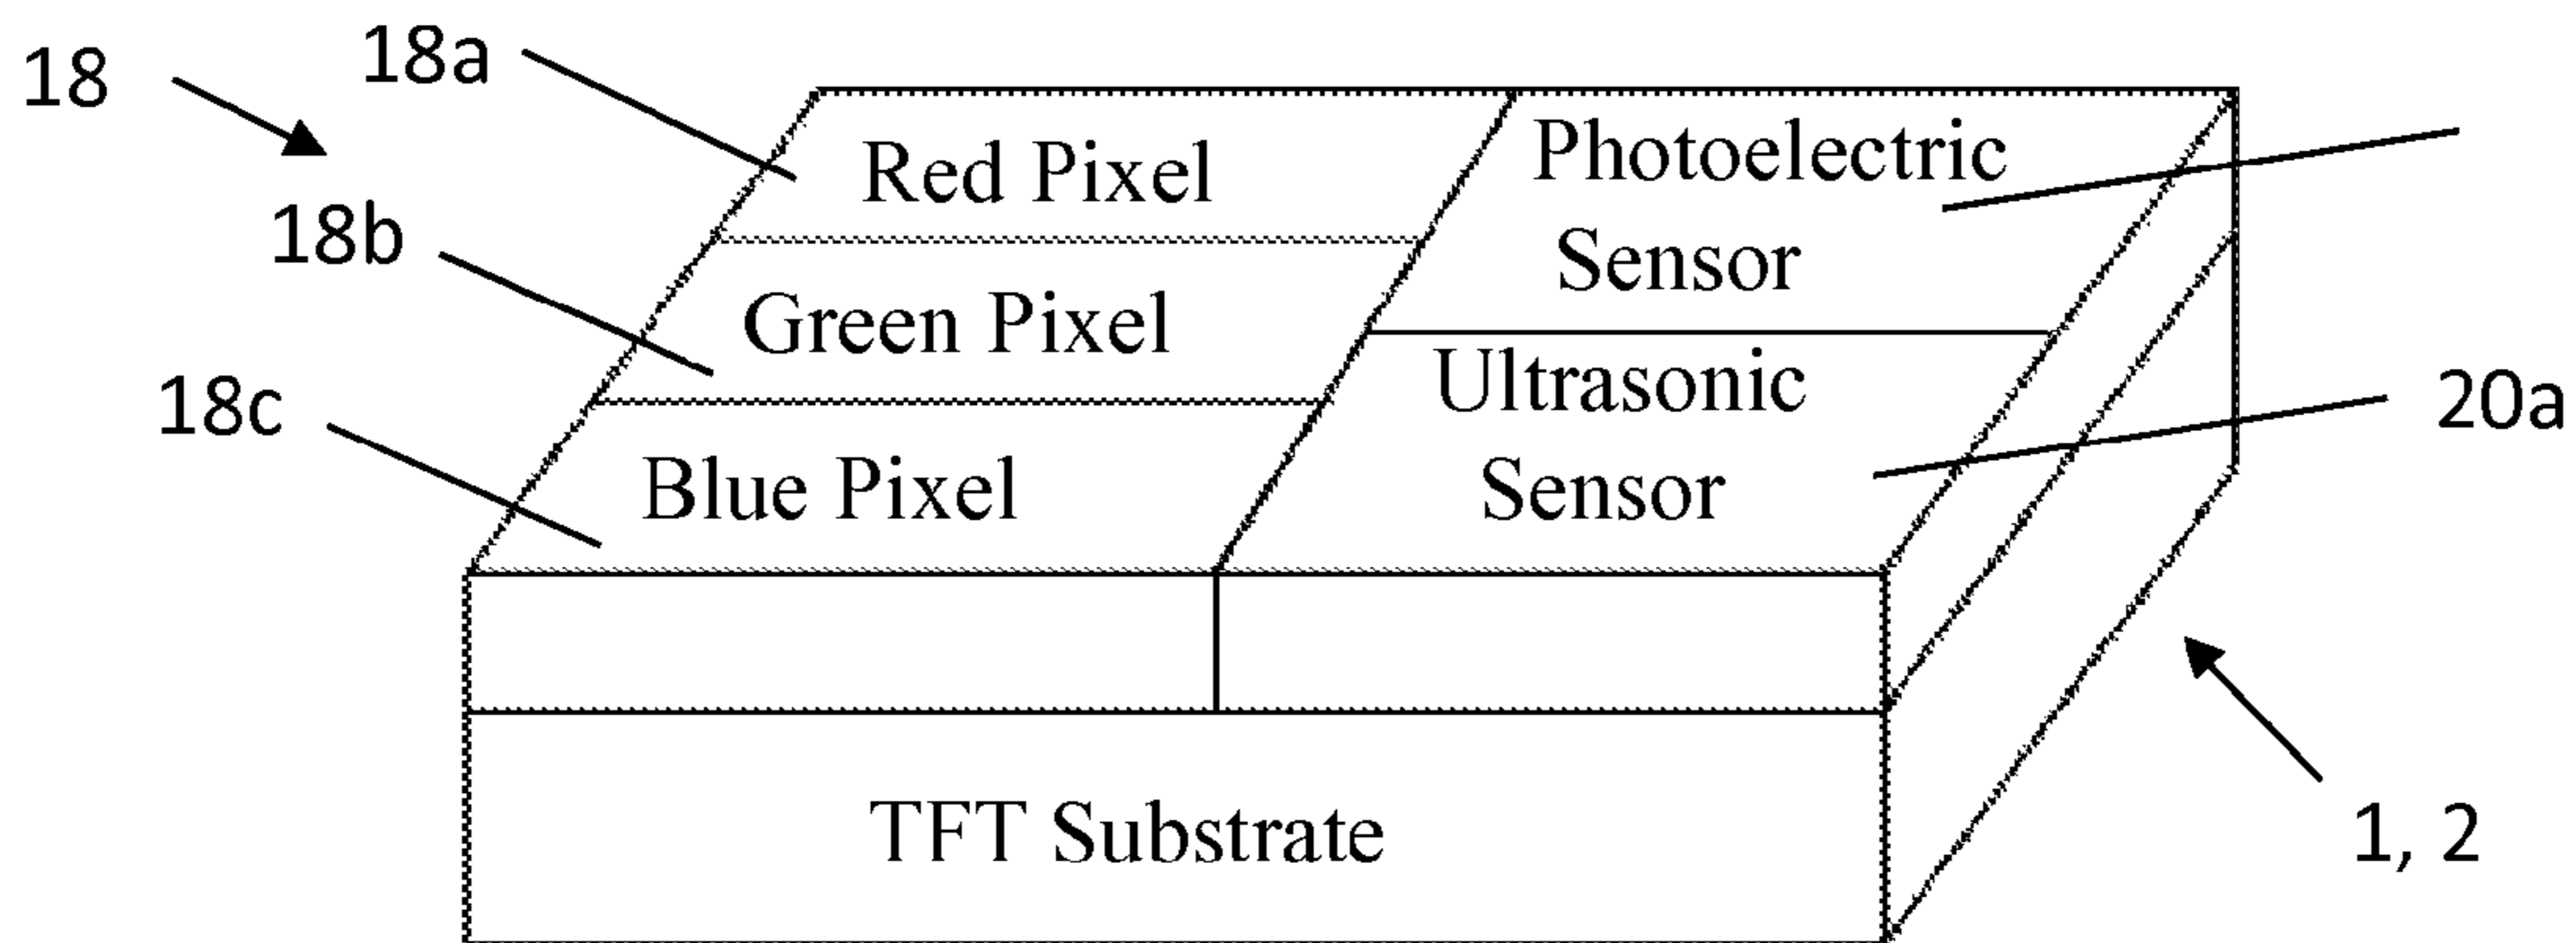 18
18a
Red Pixel
Photoelectric
Sensor
18b
Green Pixel
Ultrasonic
Sensor
20a
18c
Blue Pixel
TFT Substrate
1, 2